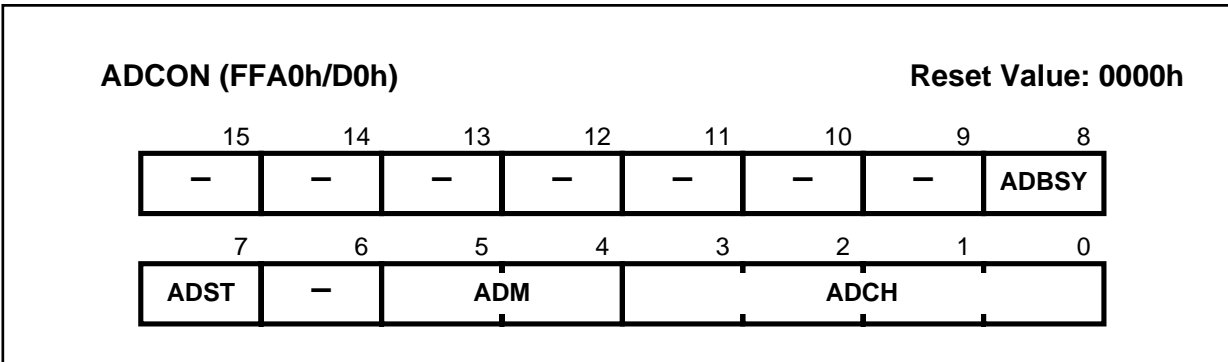 ADCON (FFA0h/D0h) Reset Value: 0000h
15 14 13 12 11 10 9 8
– – – – – – – ADBSY
7 6 5 4 3 2 1 0
ADST – ADM ADCH